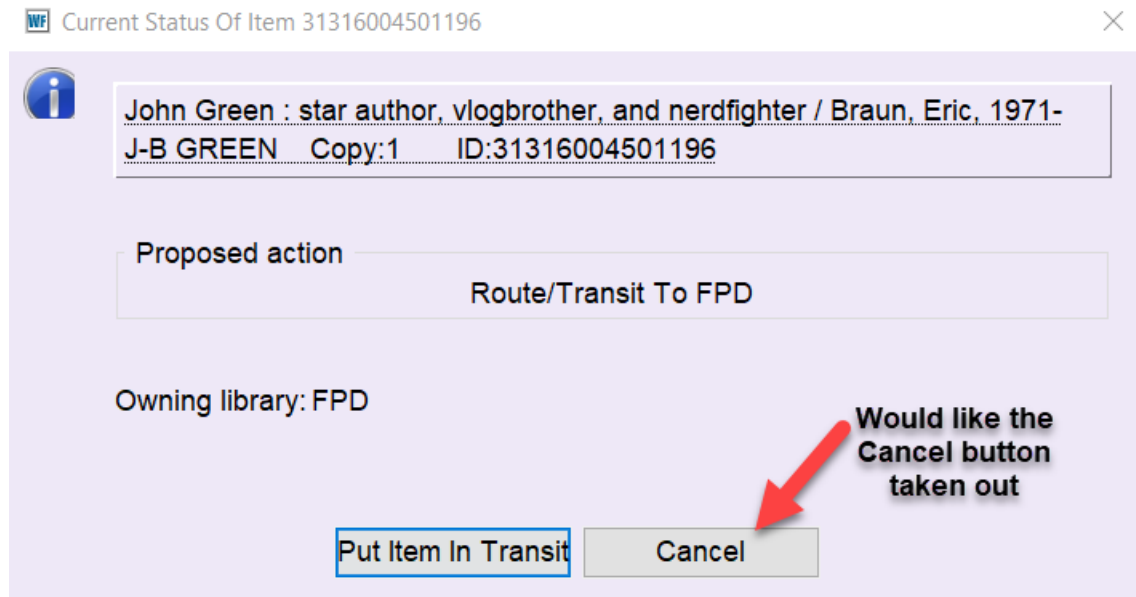 WF Current Status Of Item 31316004501196
i
John Green : star author, vlogbrother, and nerdfighter / Braun, Eric, 1971-
J-B GREEN Copy:1 ID:31316004501196
Proposed action
Route/Transit To FPD
Owning library: FPD
Would like the
Cancel button
taken out
Put Item In Transit Cancel